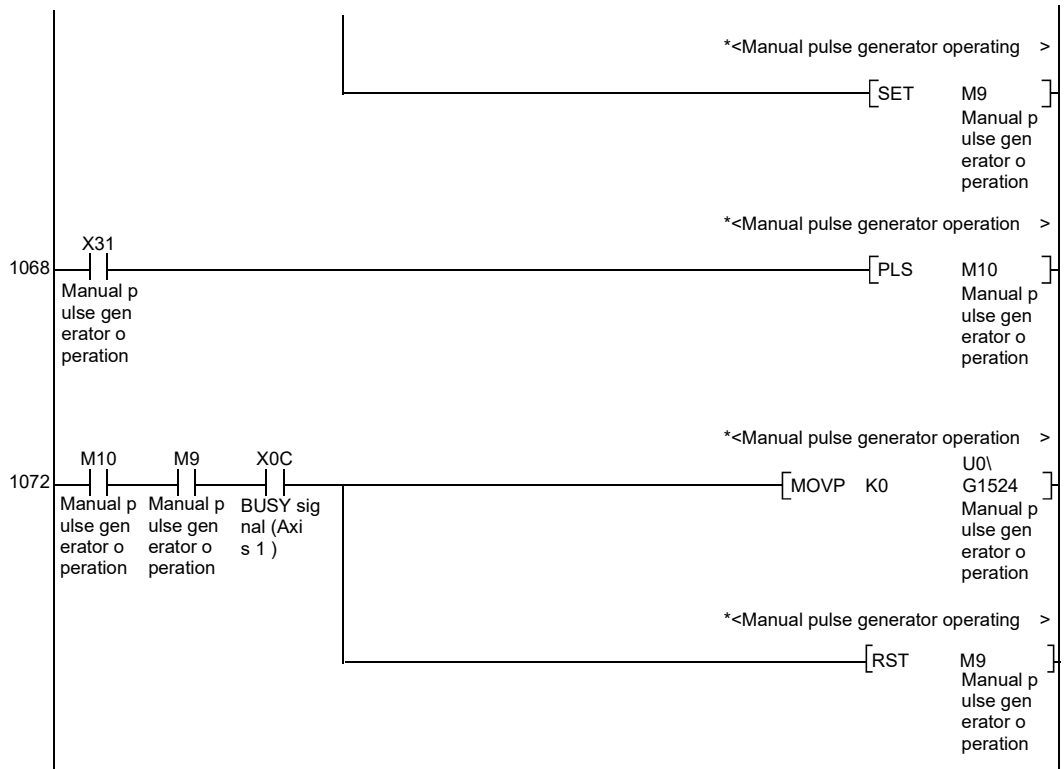 *<Manual pulse generator operating >
SET M9
Manual p
ulse gen
erator o
peration
*<Manual pulse generator operation >
X31
1068 PLS M10
Manual p
ulse gen
erator o
peration
Manual p
ulse gen
erator o
peration
*<Manual pulse generator operation >
M10 M9 X0C
1072 MOVP K0 U0\
G1524
Manual p
ulse gen
erator o
peration
Manual p
ulse gen
erator o
peration
BUSY sig
nal (Axi
s 1 )
Manual p
ulse gen
erator o
peration
*<Manual pulse generator operating >
RST M9
Manual p
ulse gen
erator o
peration